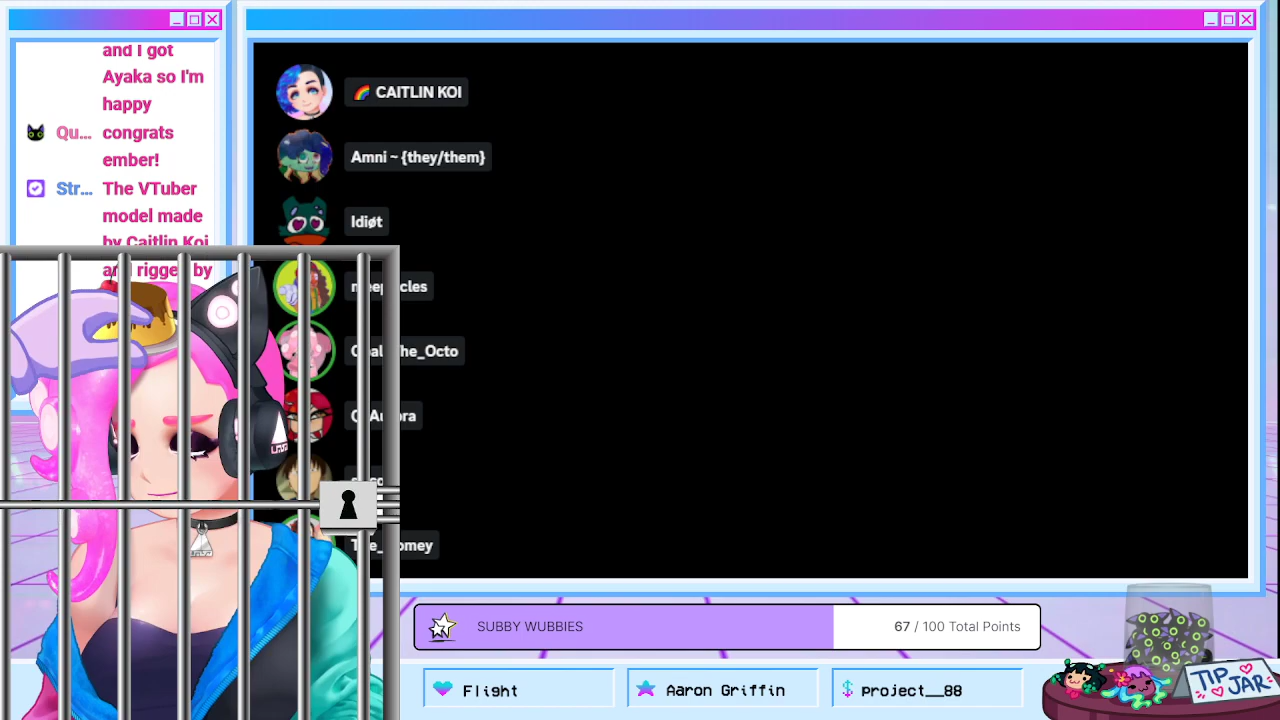 and I got
Ayaka so I'm
happy
Qu... congrats
ember!
Str... The VTuber
model made
by Caitlin Koi
and rigged by
🌈 CAITLIN KOI
Amni ~ {they/them}
Idiøt
The_Octo
SUBBY WUBBIES
67 / 100 Total Points
Flight
Aaron Griffin
project__88
TIP
JAR